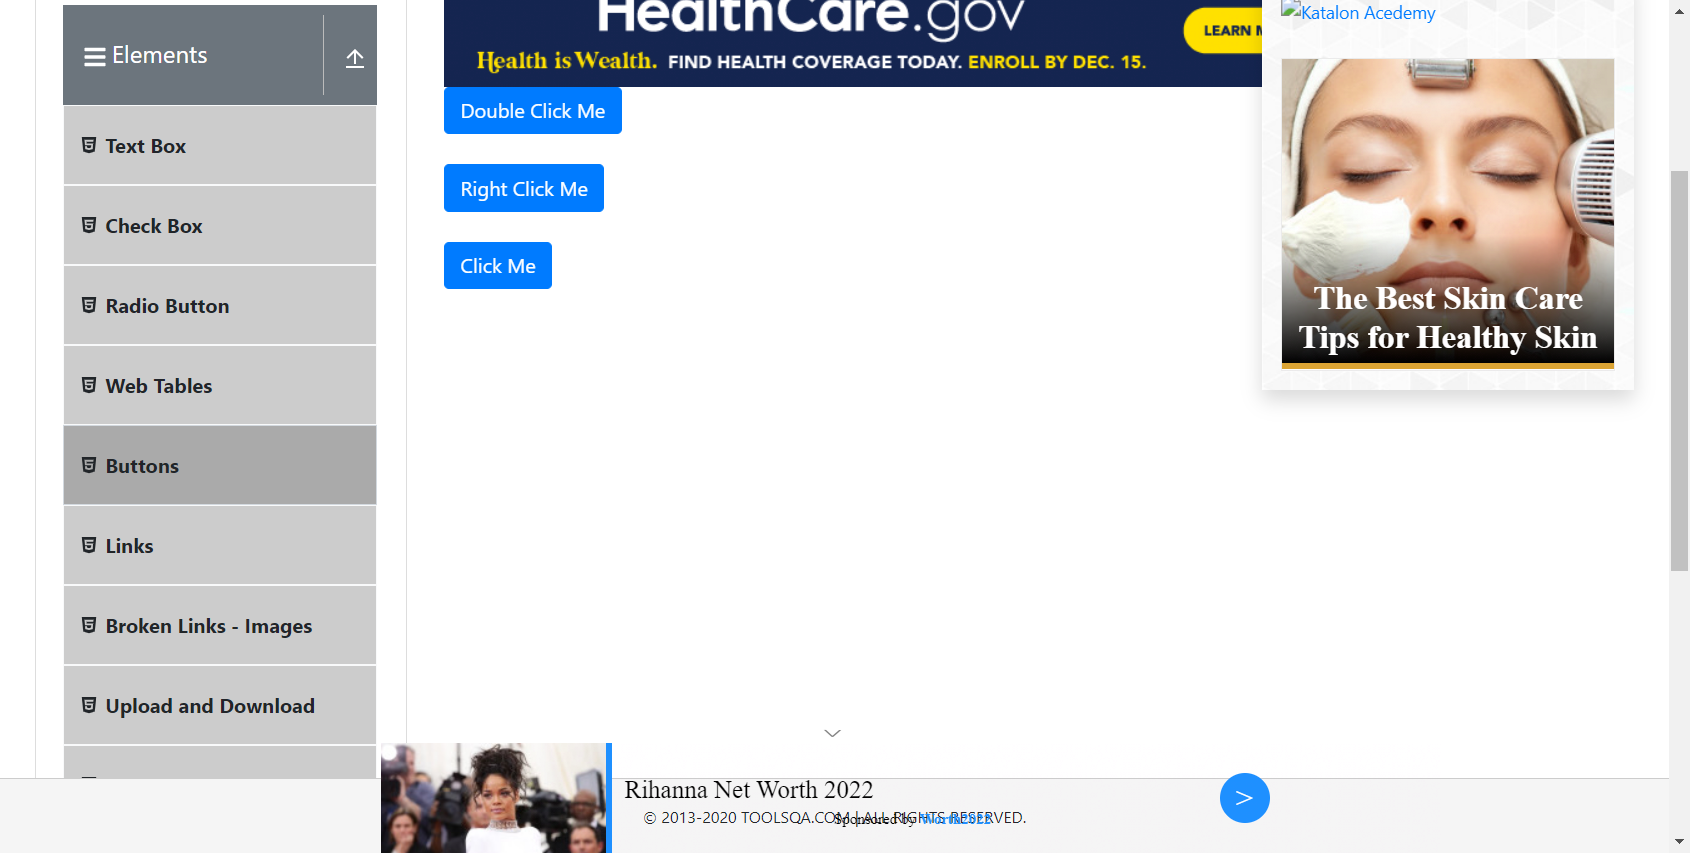 Elements
Text Box
Check Box
Radio Button
Web Tables
Buttons
Links
Broken Links - Images
Upload and Download
HealthCare.gov
LEARN
Health is Wealth. FIND HEALTH COVERAGE TODAY. ENROLL BY DEC. 15.
Double Click Me
Right Click Me
Click Me
Katalon Acedemy
The Best Skin Care
Tips for Healthy Skin
Rihanna Net Worth 2022
© 2013-2020 TOOLSQA.COM | ALL RIGHTS RESERVED.
Sponsored by